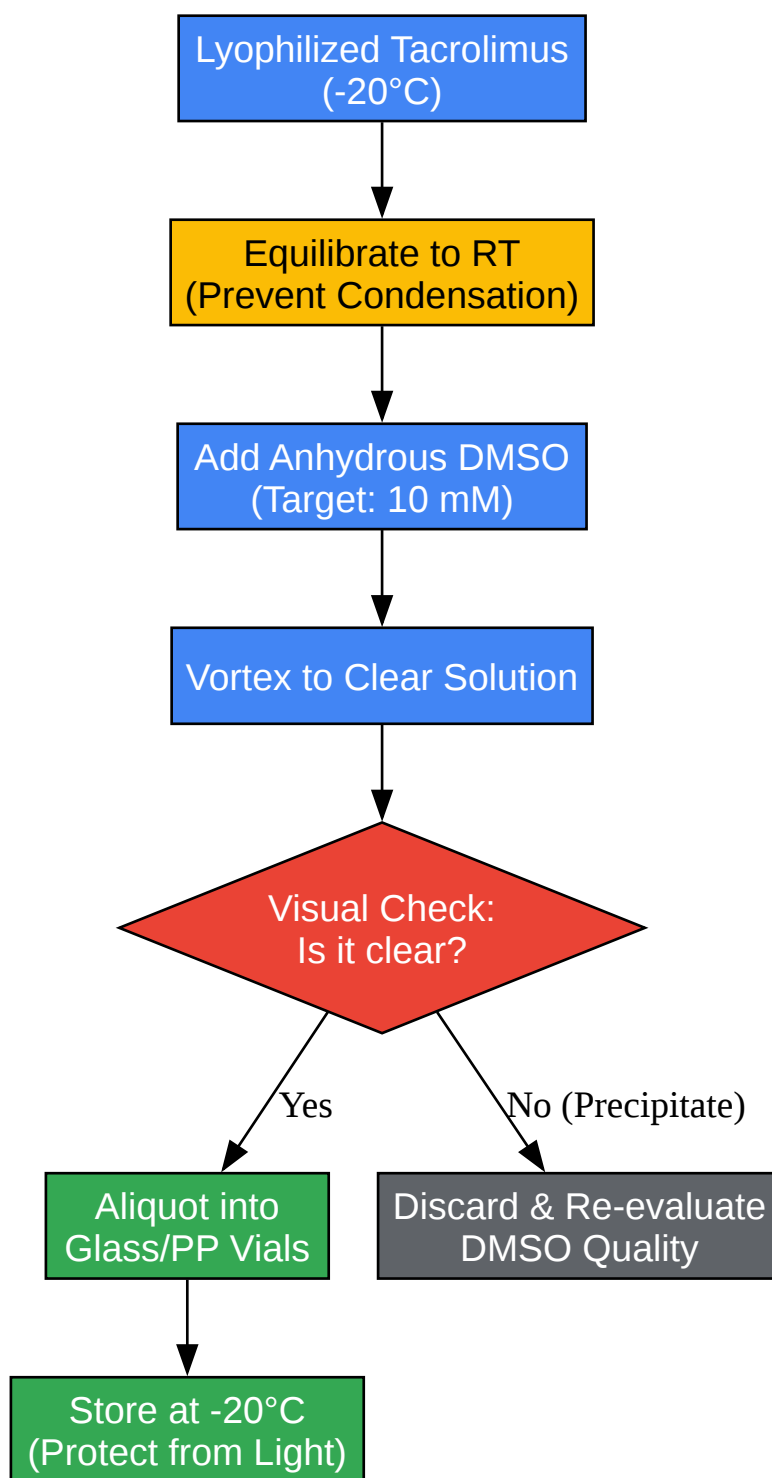 Lyophilized Tacrolimus
(-20°C)
Equilibrate to RT
(Prevent Condensation)
Add Anhydrous DMSO
(Target: 10 mM)
Vortex to Clear Solution
Visual Check:
Is it clear?
Yes
No (Precipitate)
Aliquot into
Glass/PP Vials
Discard & Re-evaluate
DMSO Quality
Store at -20°C
(Protect from Light)